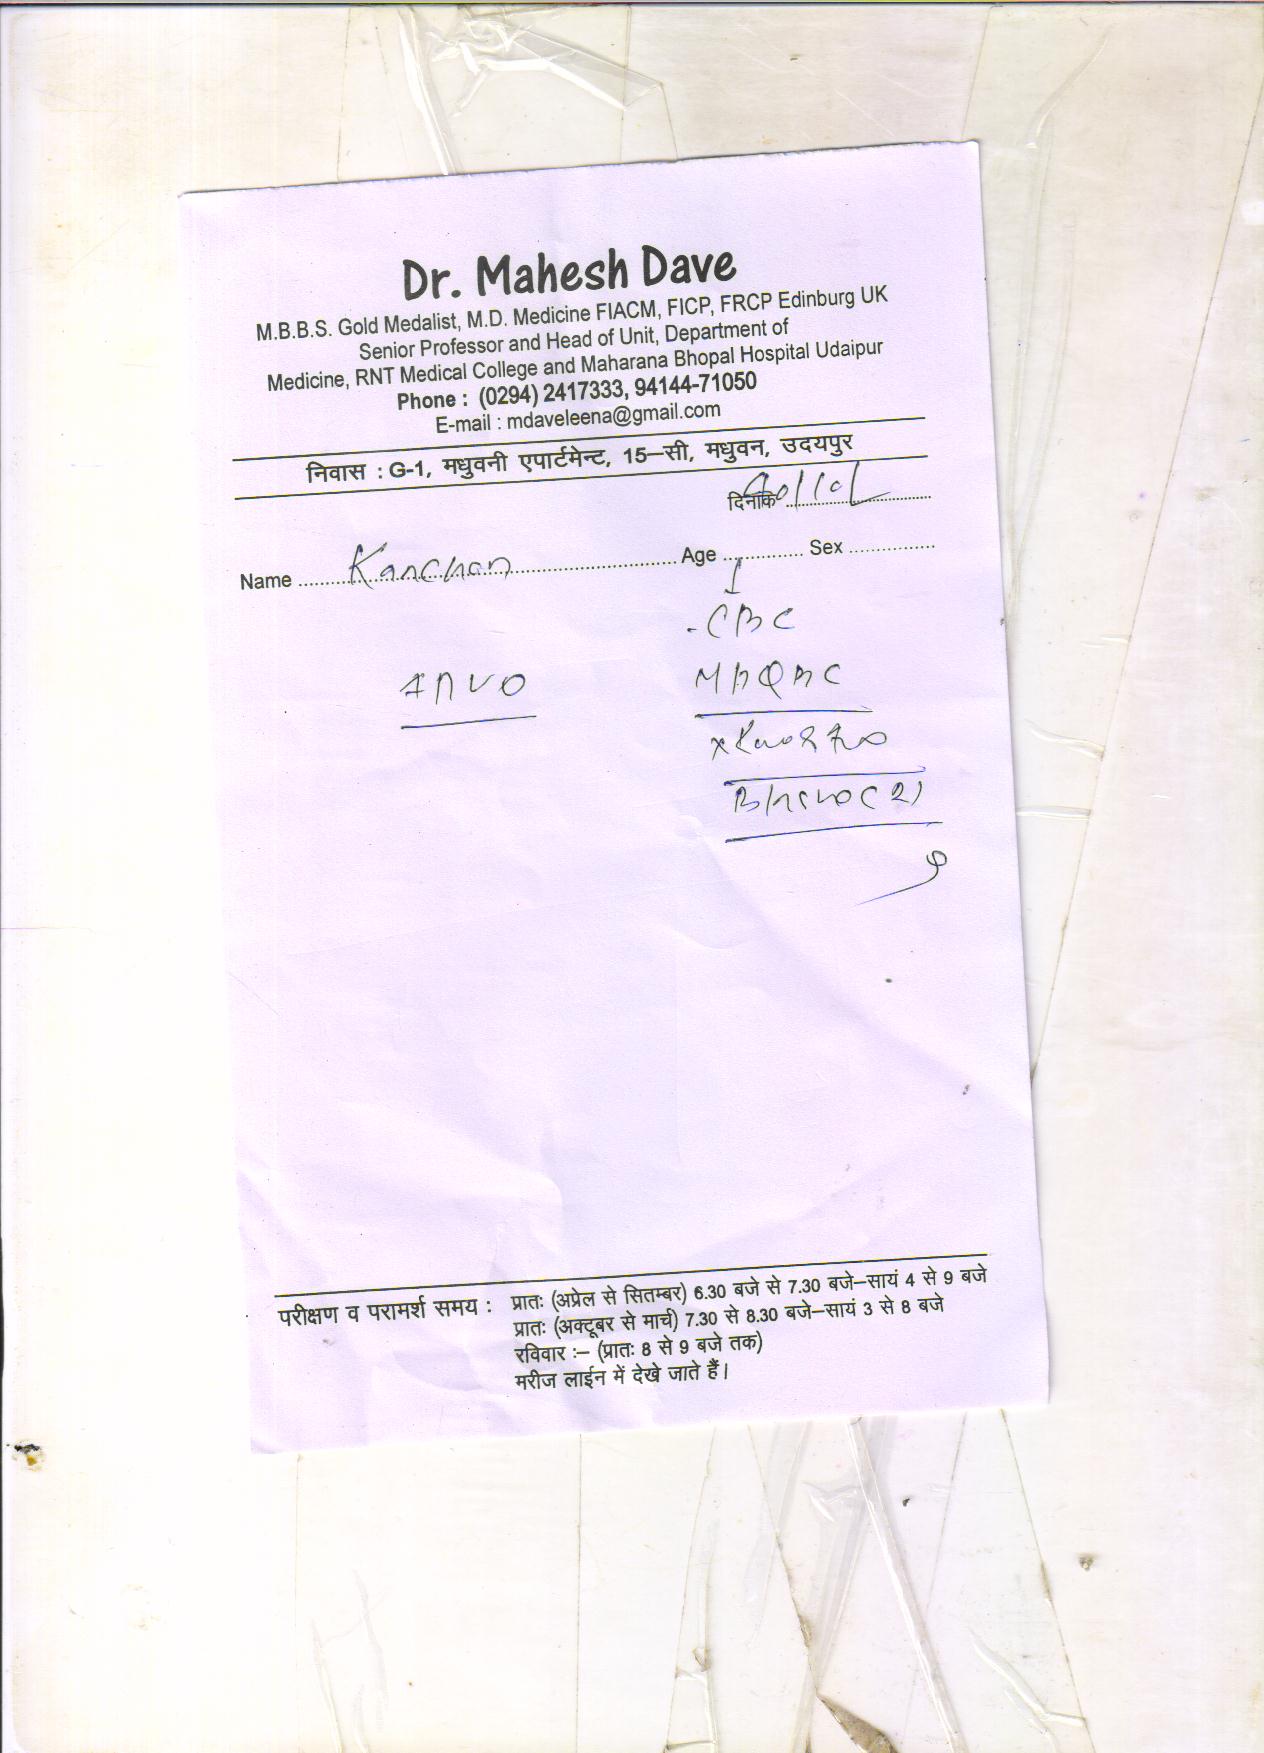 Dr. Mahesh Dave
M.B.B.S. Gold Medalist, M.D. Medicine FIACM, FICP, FRCP Edinburg UK
Senior Professor and Head of Unit, Department of
Medicine, RNT Medical College and Maharana Bhopal Hospital Udaipur
Phone : (0294) 2417333, 94144-71050
E-mail : mdaveleena@gmail.com
निवास : G-1, मधुवनी एपार्टमेन्ट, 15–सी, मधुवन, उदयपुर
दिनांक
Name Kanchan Age Sex
CBC
परीक्षण व परामर्श समय : प्रातः (अप्रेल से सितम्बर) 6.30 बजे से 7.30 बजे–सायं 4 से 9 बजे
प्रातः (अक्टूबर से मार्च) 7.30 से 8.30 बजे–सायं 3 से 8 बजे
रविवार :– (प्रातः 8 से 9 बजे तक)
मरीज लाईन में देखे जाते हैं।